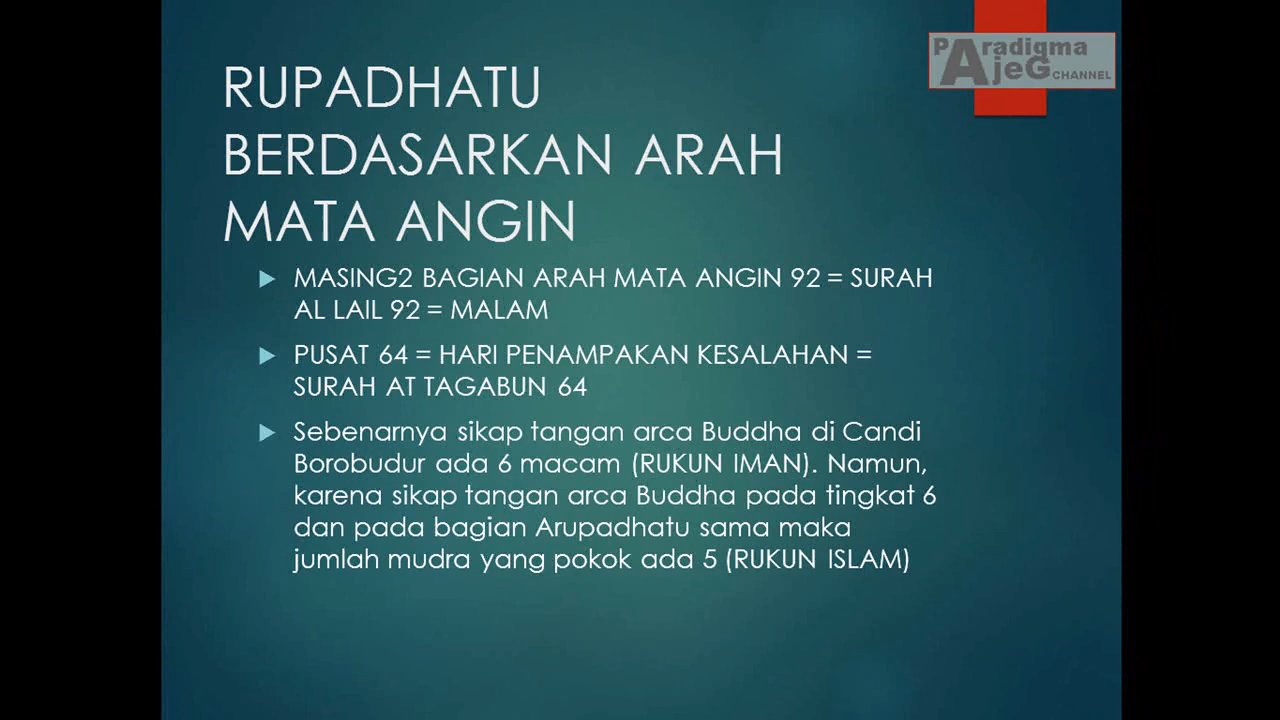 PAradigma
AjeG CHANNEL
RUPADHATU
BERDASARKAN ARAH
MATA ANGIN
MASING2 BAGIAN ARAH MATA ANGIN 92 = SURAH
AL LAIL 92 = MALAM
PUSAT 64 = HARI PENAMPAKAN KESALAHAN =
SURAH AT TAGABUN 64
Sebenarnya sikap tangan arca Buddha di Candi
Borobudur ada 6 macam (RUKUN IMAN). Namun,
karena sikap tangan arca Buddha pada tingkat 6
dan pada bagian Arupadhatu sama maka
jumlah mudra yang pokok ada 5 (RUKUN ISLAM)